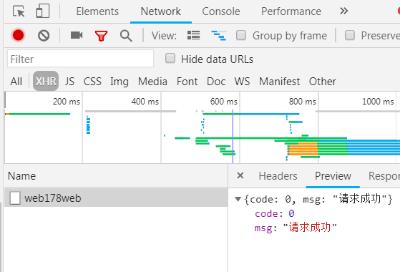 Elements Network Console Performance »
View: Group by frame Preserve
Filter Hide data URLs
All XHR JS CSS Img Media Font Doc WS Manifest Other
200 ms 400 ms 600 ms 800 ms 1000 ms
Name × Headers Preview Respon
web178web
▼{code: 0, msg: "请求成功"}
code: 0
msg: "请求成功"